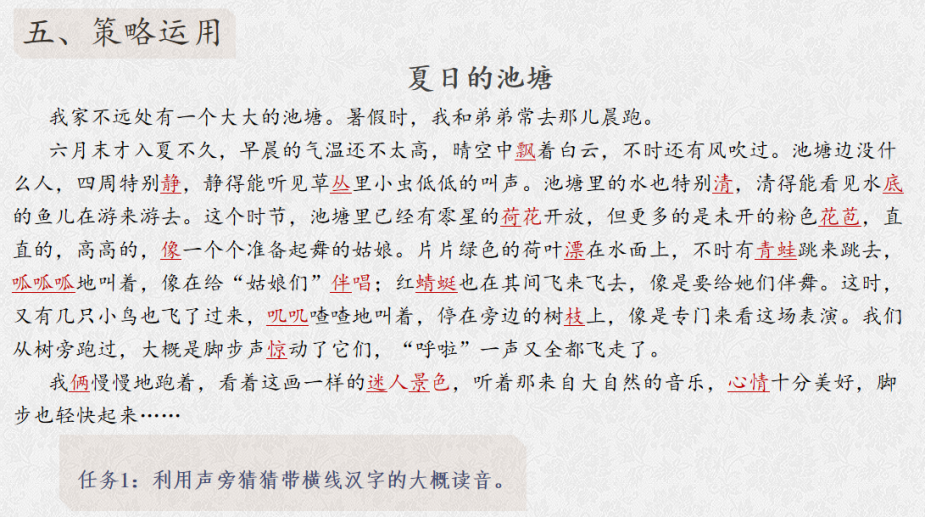 五、策略运用
夏日的池塘
我家不远处有一个大大的池塘。暑假时，我和弟弟常去那儿晨跑。
六月末才入夏不久，早晨的气温还不太高，晴空中飘着白云，不时还有风吹过。池塘边没什
么人，四周特别静，静得能听见草丛里小虫低低的叫声。池塘里的水也特别清，清得能看见水底
的鱼儿在游来游去。这个时节，池塘里已经有零星的荷花开放，但更多的是未开的粉色花苞，直
直的，高高的，像一个个准备起舞的姑娘。片片绿色的荷叶漂在水面上，不时有青蛙跳来跳去，
呱呱呱地叫着，像在给“姑娘们”伴唱；红蜻蜓也在其间飞来飞去，像是要给她们伴舞。这时，
又有几只小鸟也飞了过来，叽叽喳喳地叫着，停在旁边的树枝上，像是专门来看这场表演。我们
从树旁跑过，大概是脚步声惊动了它们，“呼啦”一声又全都飞走了。
我俩慢慢地跑着，看着这画一样的迷人景色，听着那来自大自然的音乐，心情十分美好，脚
步也轻快起来……
任务1：利用声旁猜猜带横线汉字的大概读音。